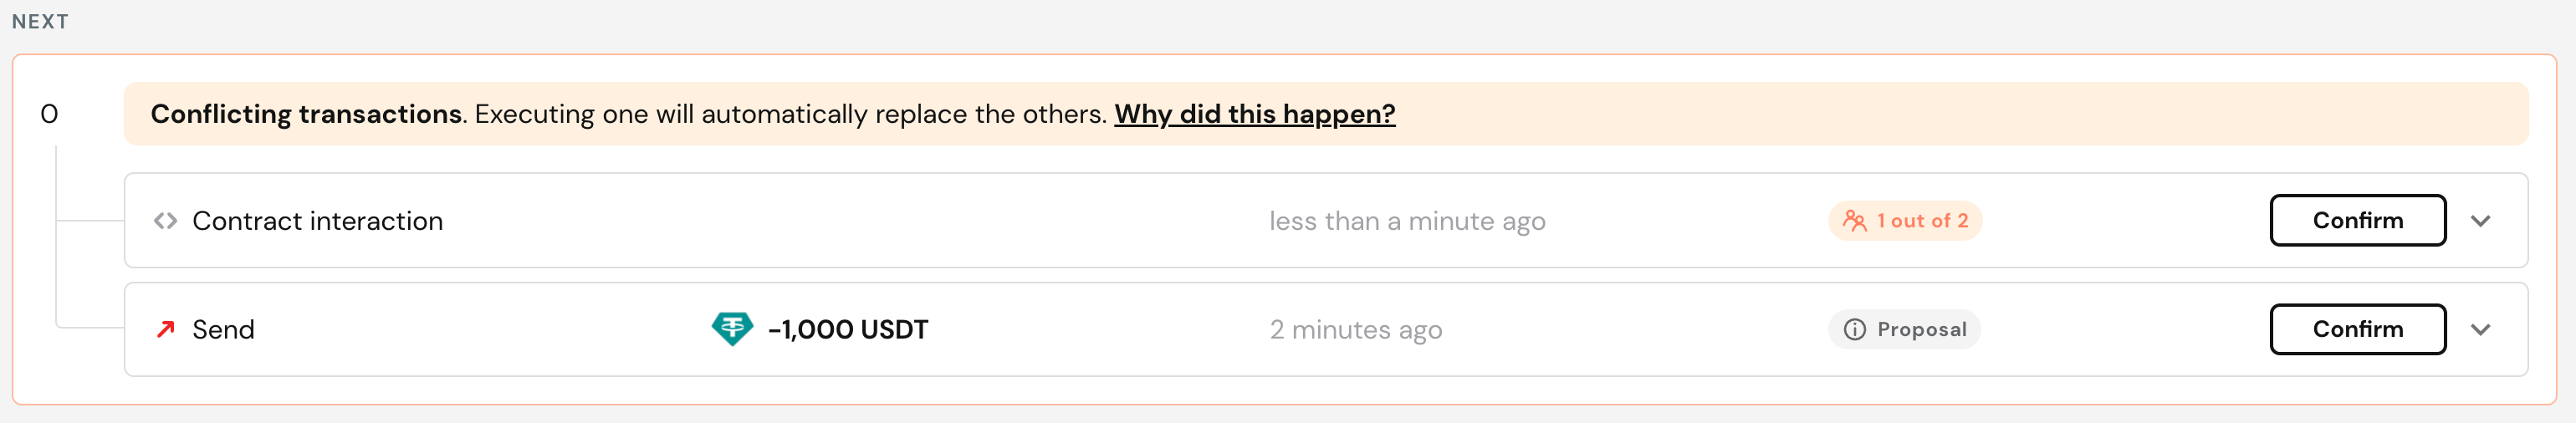 NEXT
0
Conflicting transactions. Executing one will automatically replace the others. Why did this happen?
Contract interaction less than a minute ago 1 out of 2 Confirm
Send -1,000 USDT 2 minutes ago Proposal Confirm